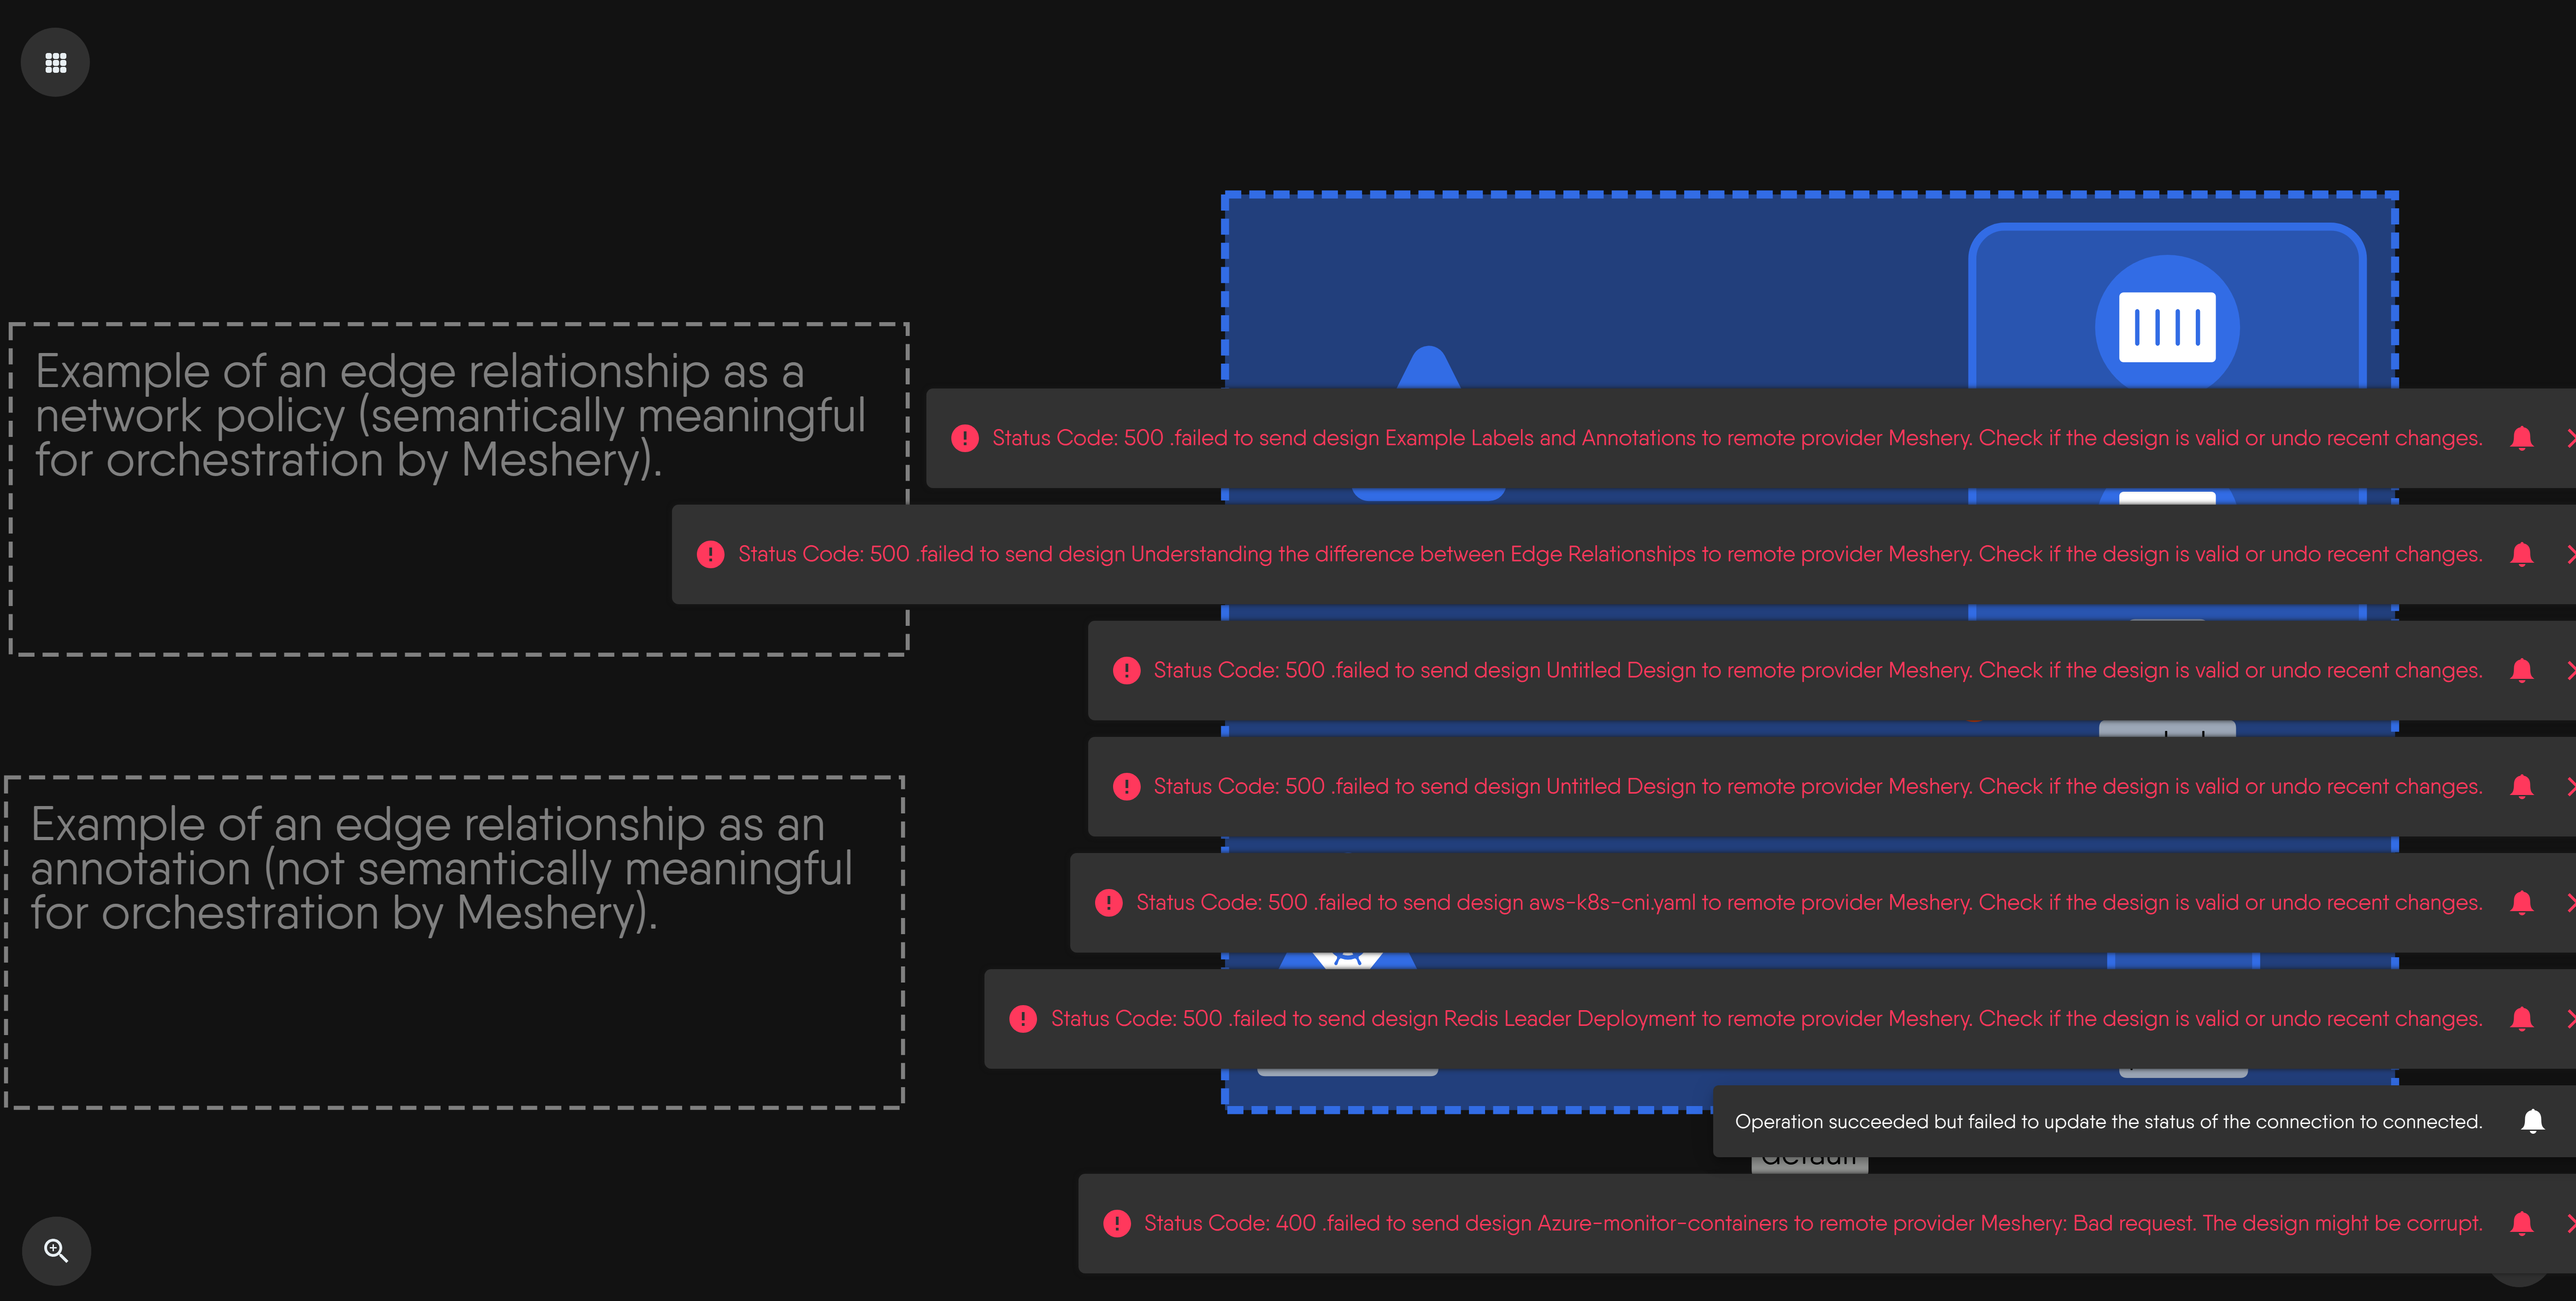 Example of an edge relationship as a
network policy (semantically meaningful
for orchestration by Meshery).
Status Code: 500 .failed to send design Example Labels and Annotations to remote provider Meshery. Check if the design is valid or undo recent changes.
Status Code: 500 .failed to send design Understanding the difference between Edge Relationships to remote provider Meshery. Check if the design is valid or undo recent changes.
Status Code: 500 .failed to send design Untitled Design to remote provider Meshery. Check if the design is valid or undo recent changes.
Status Code: 500 .failed to send design Untitled Design to remote provider Meshery. Check if the design is valid or undo recent changes.
Example of an edge relationship as an
annotation (not semantically meaningful
for orchestration by Meshery).
Status Code: 500 .failed to send design aws-k8s-cni.yaml to remote provider Meshery. Check if the design is valid or undo recent changes.
Status Code: 500 .failed to send design Redis Leader Deployment to remote provider Meshery. Check if the design is valid or undo recent changes.
Operation succeeded but failed to update the status of the connection to connected.
default
Status Code: 400 .failed to send design Azure-monitor-containers to remote provider Meshery: Bad request. The design might be corrupt.